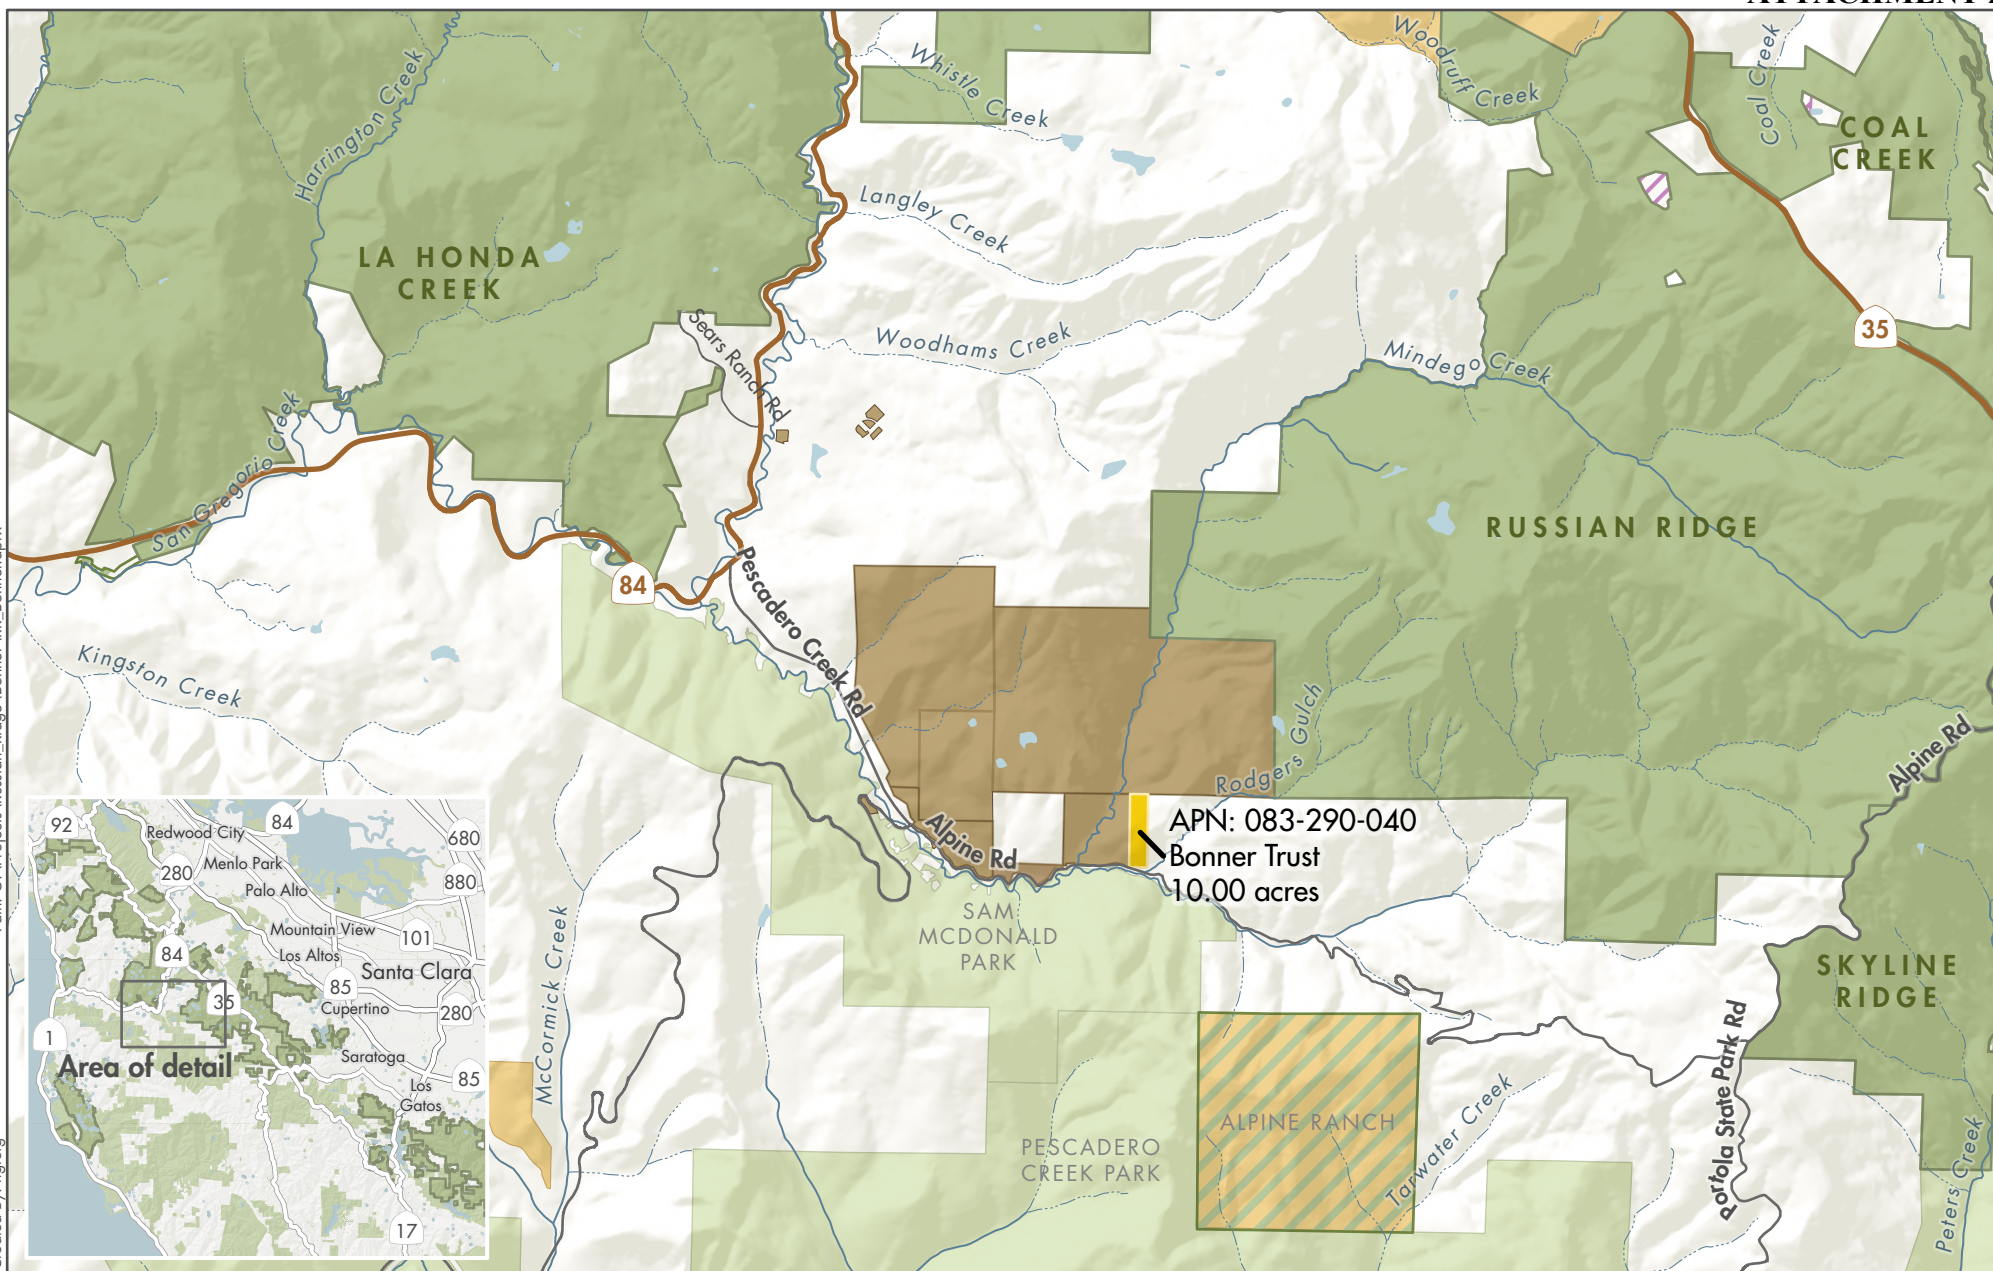 Harrington Creek
Whistle Creek
Woodruff Creek
Coal Creek
COAL
CREEK
Langley Creek
LA HONDA
CREEK
Sears Ranch Rd
Woodhams Creek
Mindego Creek
35
San Gregorio Creek
RUSSIAN RIDGE
84
Pescadero Creek Rd
Kingston Creek
Rodgers Gulch
Alpine Rd
Alpine Rd
APN: 083-290-040
Bonner Trust
10.00 acres
SAM
MCDONALD
PARK
McCormick Creek
SKYLINE
RIDGE
Portola State Park Rd
ALPINE RANCH
Tarwater Creek
PESCADERO
CREEK PARK
Peters Creek
92
Redwood City
84
680
Menlo Park
280
Palo Alto
880
Mountain View
101
Los Altos
84
Santa Clara
85
35
Cupertino
280
1
Saratoga
Area of detail
85
Los
Gatos
17